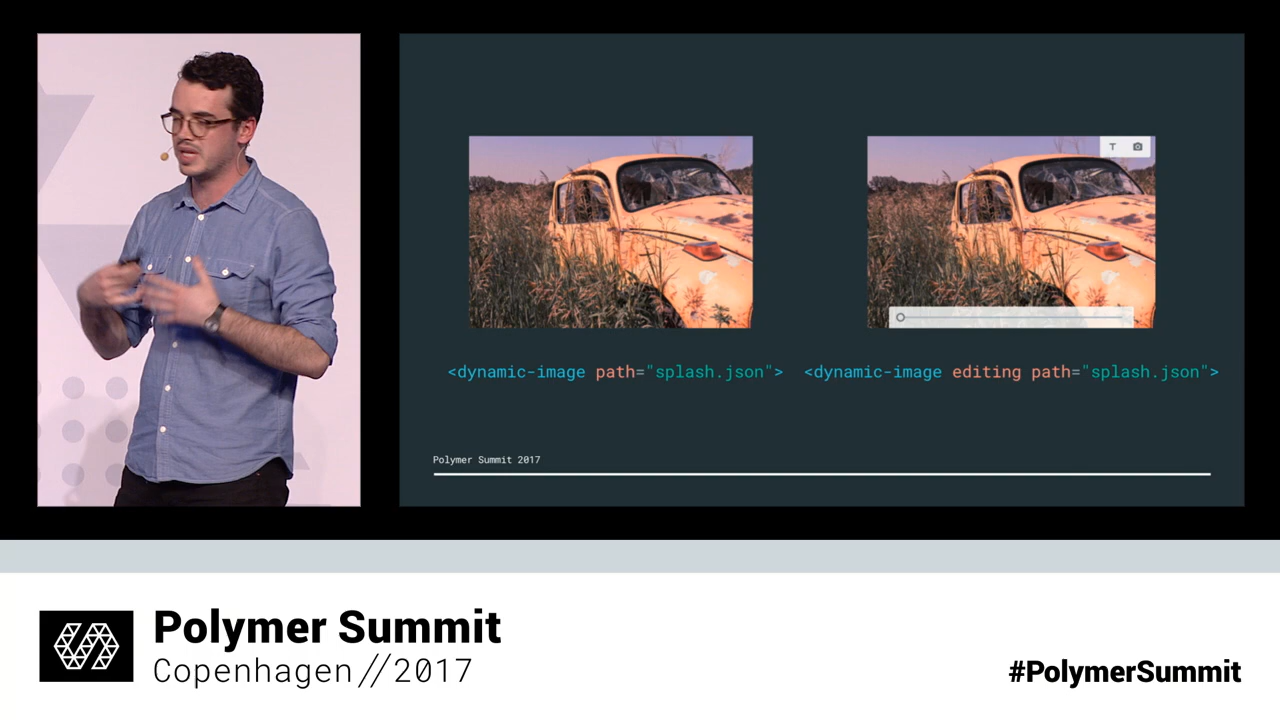 T
<dynamic-image path="splash.json"> <dynamic-image editing path="splash.json">
Polymer Summit 2017
Polymer Summit
Copenhagen//2017
#PolymerSummit